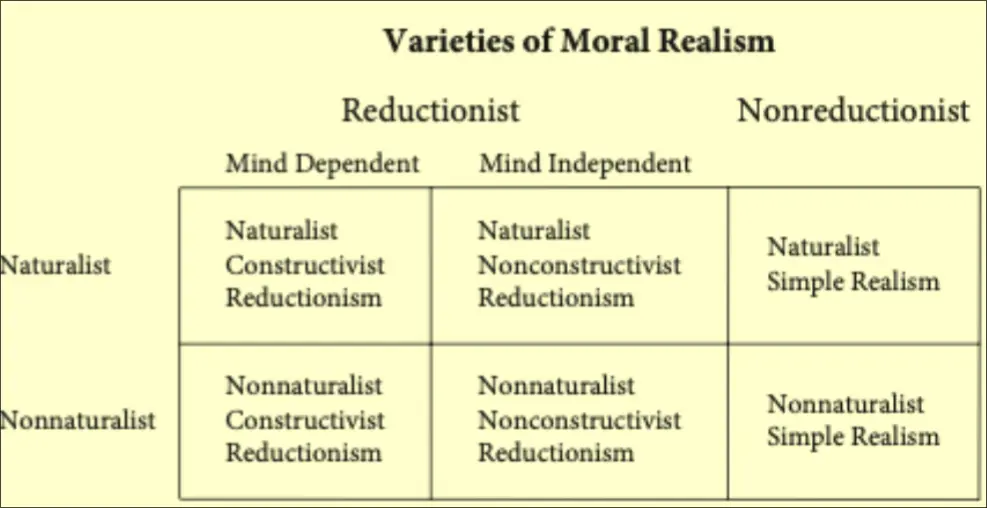 Varieties of Moral Realism
Reductionist Nonreductionist
Mind Dependent Mind Independent
Naturalist
Naturalist
Constructivist
Reductionism
Naturalist
Nonconstructivist
Reductionism
Naturalist
Simple Realism
Nonnaturalist
Nonnaturalist
Constructivist
Reductionism
Nonnaturalist
Nonconstructivist
Reductionism
Nonnaturalist
Simple Realism